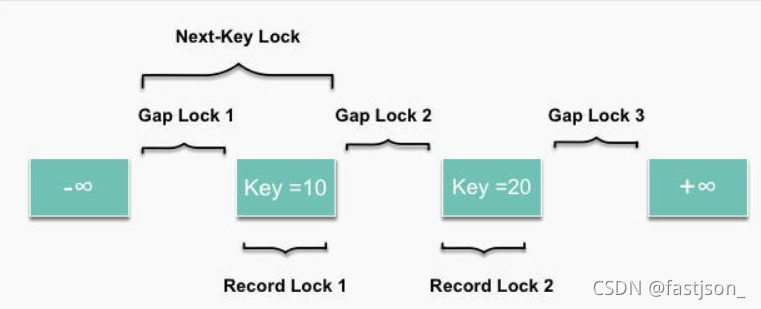 Next-Key Lock
Gap Lock 1
Gap Lock 2
Gap Lock 3
-∞
Key =10
Key =20
+∞
Record Lock 1
Record Lock 2
CSDN @fastjson_